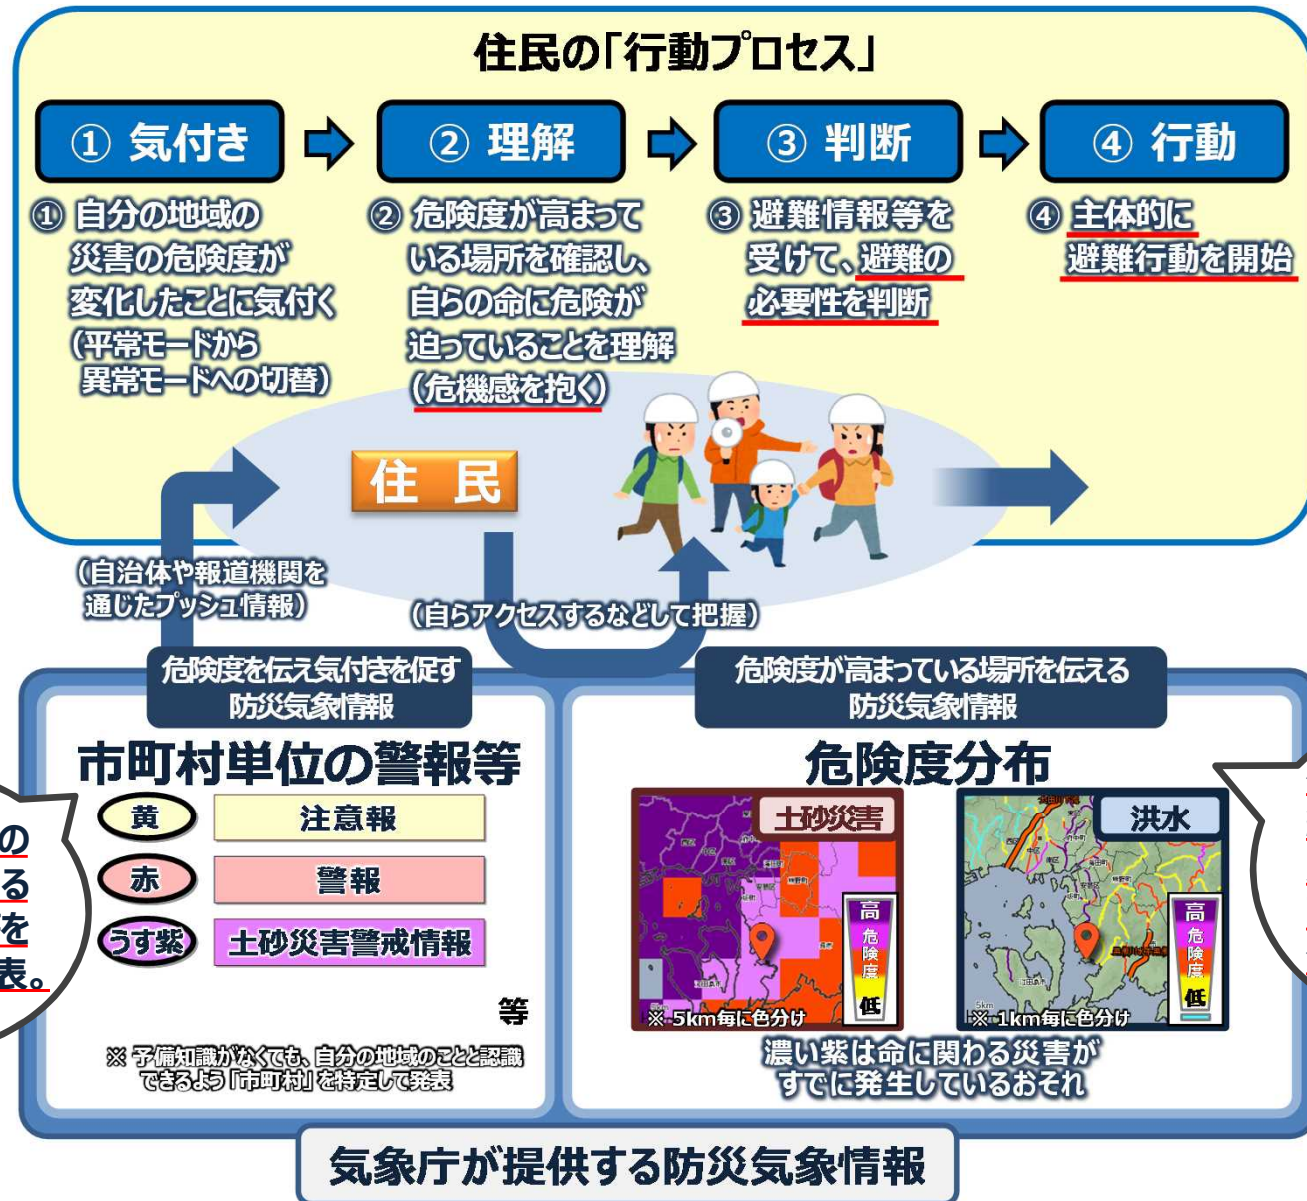 住民の「行動プロセス」
① 気付き
② 理解
③ 判断
④ 行動
① 自分の地域の
災害の危険度が
変化したことに気付く
(平常モードから
異常モードへの切替)
② 危険度が高まって
いる場所を確認し、
自らの命に危険が
迫っていることを理解
(危機感を抱く)
③ 避難情報等を
受けて、避難の
必要性を判断
④ 主体的に
避難行動を開始
住 民
(自治体や報道機関を
通じたプッシュ情報)
(自らアクセスするなどして把握)
危険度を伝え気付きを促す
防災気象情報
市町村単位の警報等
黄
注意報
赤
警報
うす紫
土砂災害警戒情報
等
※ 予備知識がなくても、自分の地域のことと認識
できるよう「市町村」を特定して発表
の
る
を
表。
危険度が高まっている場所を伝える
防災気象情報
危険度分布
土砂災害
高
危
険
度
低
※ 5km毎に色分け
洪水
高
危
険
度
低
※ 1km毎に色分け
濃い紫は命に関わる災害が
すでに発生しているおそれ
気象庁が提供する防災気象情報